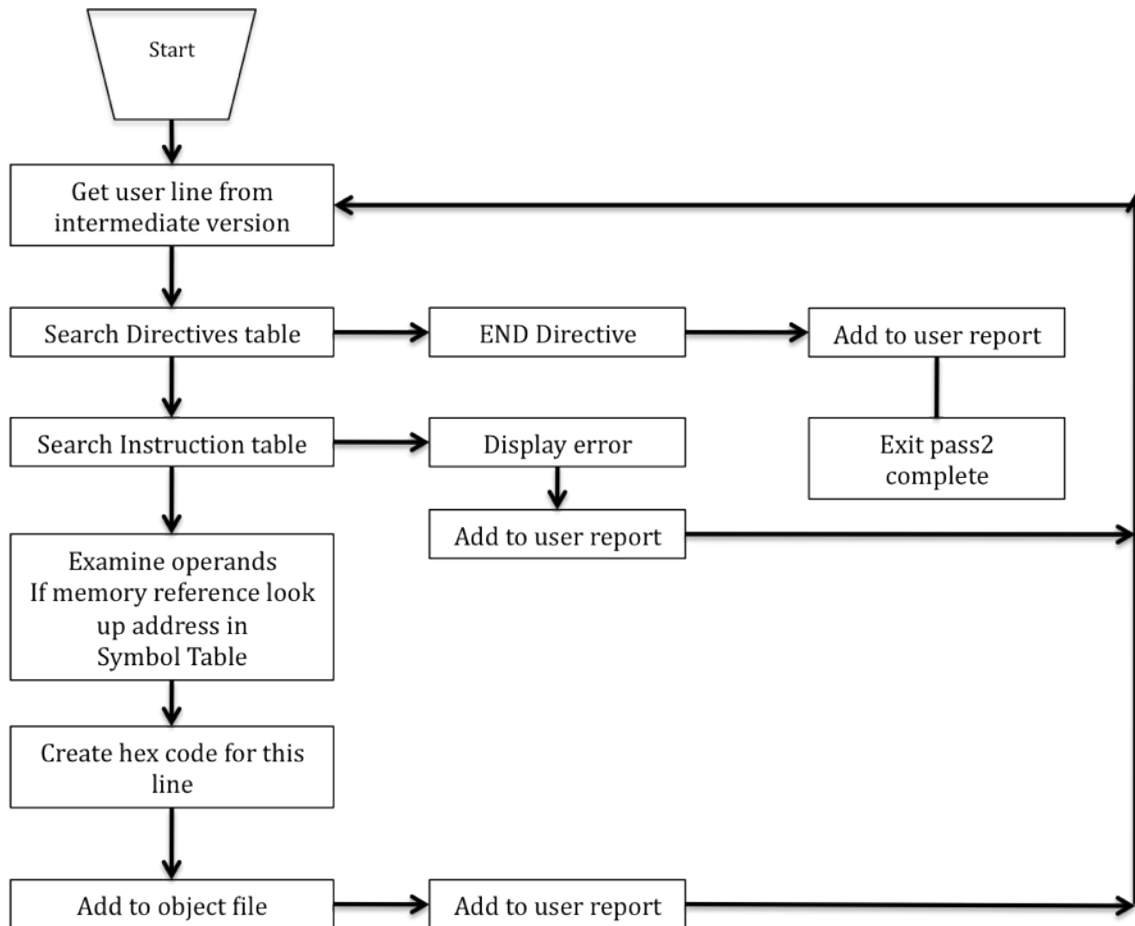 Start
Get user line from
intermediate version
Search Directives table
END Directive
Add to user report
Search Instruction table
Display error
Exit pass2
complete
Add to user report
Examine operands
If memory reference look
up address in
Symbol Table
Create hex code for this
line
Add to object file
Add to user report